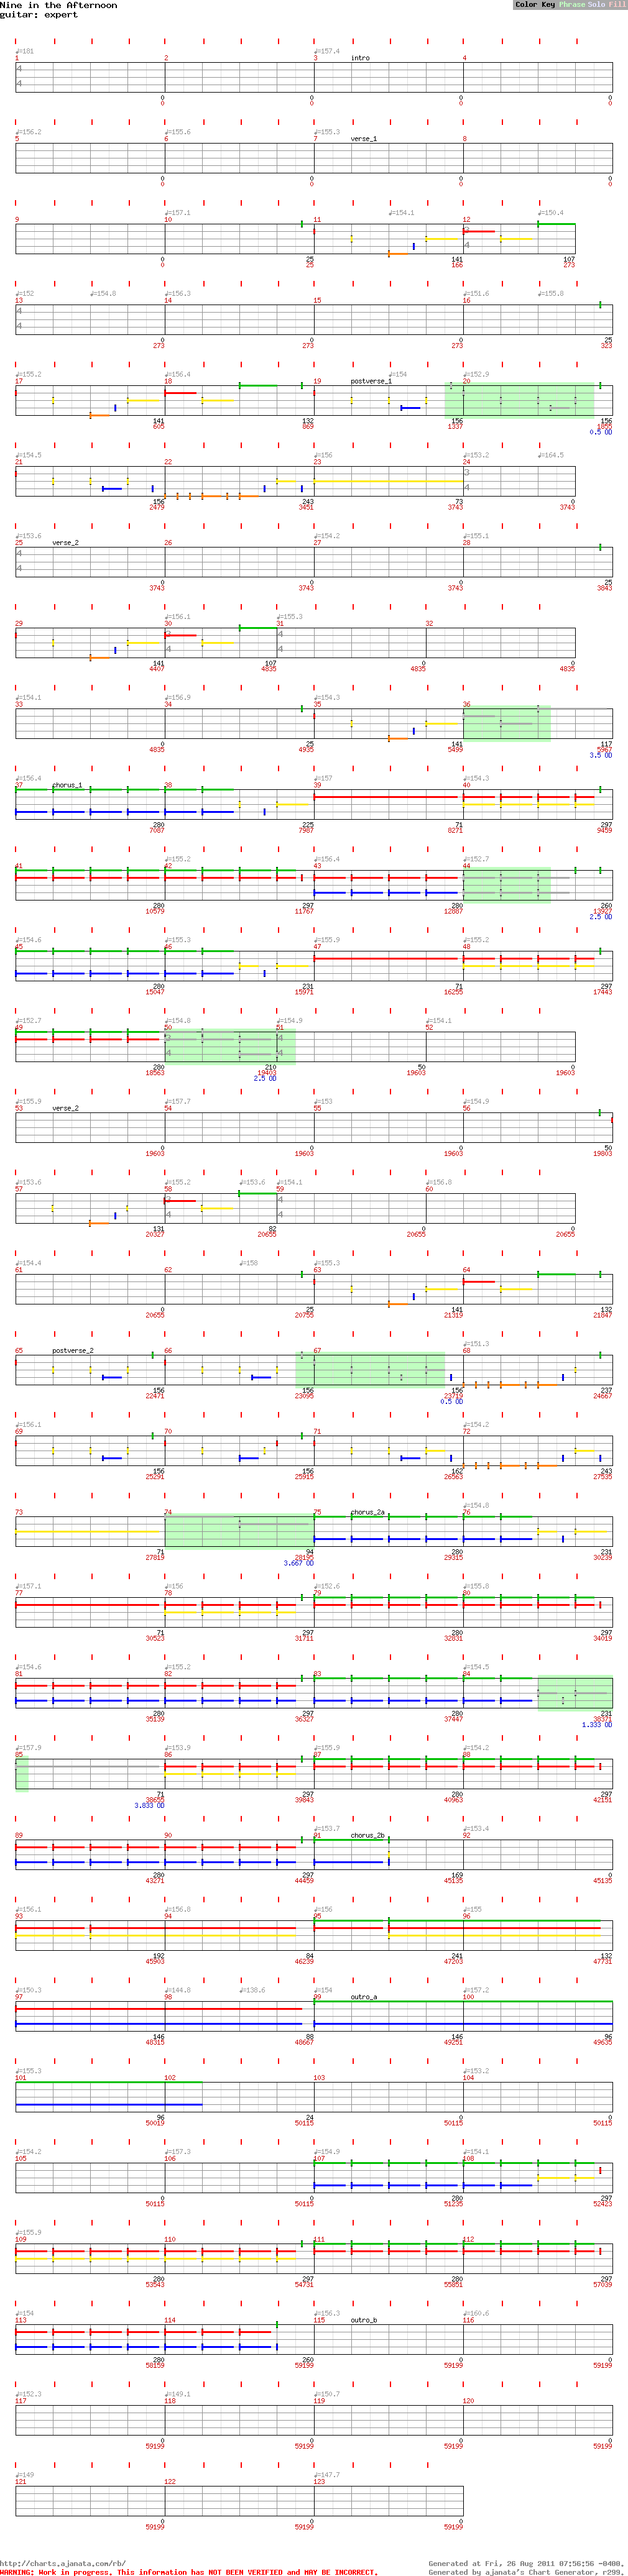 Nine in the Afternoon
Color Key Phrase Solo Fill
guitar: expert
♩=181 ♩=157.4
1 2 3 intro 4
4
4
0 0 0 0
0 0 0 0
♩=156.2 ♩=155.6 ♩=155.3
5 6 7 verse_1 8
0 0 0 0
0 0 0 0
♩=157.1 ♩=154.1 ♩=150.4
9 10 11 12
3
4
0 25 141 107
0 25 166 273
♩=152 ♩=154.8 ♩=156.3 ♩=151.6 ♩=155.8
13 14 15 16
4
4
0 0 0 25
273 273 273 323
♩=155.2 ♩=156.4 ♩=154 ♩=152.9
17 18 19 postverse_1 20
141 132 156 156
605 869 1337 1855
0.5 OD
♩=154.5 ♩=156 ♩=153.2 ♩=164.5
21 22 23 24
3
4
156 243 73 0
2479 3451 3743 3743
♩=153.6 ♩=154.2 ♩=155.1
25 verse_2 26 27 28
4
4
0 0 0 25
3743 3743 3743 3843
♩=156.1 ♩=155.3
29 30 31 32
3 4
4 4
141 107 0 0
4407 4835 4835 4835
♩=154.1 ♩=156.9 ♩=154.3
33 34 35 36
0 25 141 117
4835 4935 5499 5967
3.5 OD
♩=156.4 ♩=157 ♩=154.3
37 chorus_1 38 39 40
280 225 71 297
7087 7987 8271 9459
♩=155.2 ♩=156.4 ♩=152.7
41 42 43 44
280 297 280 260
10579 11767 12887 13927
2.5 OD
♩=154.6 ♩=155.3 ♩=155.9 ♩=155.2
45 46 47 48
280 231 71 297
15047 15971 16255 17443
♩=152.7 ♩=154.8 ♩=154.9 ♩=154.1
49 50 51 52
3 4
4 4
280 210 50 0
18563 19403 19603 19603
2.5 OD
♩=155.9 ♩=157.7 ♩=153 ♩=154.9
53 verse_2 54 55 56
0 0 0 50
19603 19603 19603 19803
♩=153.6 ♩=155.2 ♩=153.6 ♩=154.1 ♩=156.8
57 58 59 60
3 4
4 4
131 82 0 0
20327 20655 20655 20655
♩=154.4 ♩=158 ♩=155.3
61 62 63 64
0 25 141 132
20655 20755 21319 21847
♩=151.3
65 postverse_2 66 67 68
156 156 156 237
22471 23095 23719 24667
0.5 OD
♩=156.1 ♩=154.2
69 70 71 72
156 156 162 243
25291 25915 26563 27535
♩=154.8
73 74 75 chorus_2a 76
71 94 280 231
27819 28195 29315 30239
3.667 OD
♩=157.1 ♩=156 ♩=152.6 ♩=155.8
77 78 79 80
71 297 280 297
30523 31711 32831 34019
♩=154.6 ♩=155.2 ♩=154.5
81 82 83 84
280 297 280 231
35139 36327 37447 38371
1.333 OD
♩=157.9 ♩=153.9 ♩=155.9 ♩=154.2
85 86 87 88
71 297 280 297
38655 39843 40963 42151
3.833 OD
♩=153.7 ♩=153.4
89 90 91 chorus_2b 92
280 297 169 0
43271 44459 45135 45135
♩=156.1 ♩=156.8 ♩=156 ♩=155
93 94 95 96
192 84 241 132
45903 46239 47203 47731
♩=150.3 ♩=144.8 ♩=138.6 ♩=154 ♩=157.2
97 98 99 outro_a 100
146 88 146 96
48315 48667 49251 49635
♩=155.3 ♩=153.2
101 102 103 104
96 24 0 0
50019 50115 50115 50115
♩=154.2 ♩=157.3 ♩=154.9 ♩=154.1
105 106 107 108
0 0 280 297
50115 50115 51235 52423
♩=155.9
109 110 111 112
280 297 280 297
53543 54731 55851 57039
♩=154 ♩=156.3 ♩=160.6
113 114 115 outro_b 116
280 260 0 0
58159 59199 59199 59199
♩=152.3 ♩=149.1 ♩=150.7
117 118 119 120
0 0 0 0
59199 59199 59199 59199
♩=149 ♩=147.7
121 122 123
0 0 0
59199 59199 59199
http://charts.ajanata.com/rb/ Generated at Fri, 26 Aug 2011 07:56:56 -0400.
WARNING: Work in progress. This information has NOT BEEN VERIFIED and MAY BE INCORRECT. Generated by ajanata's Chart Generator, r299.